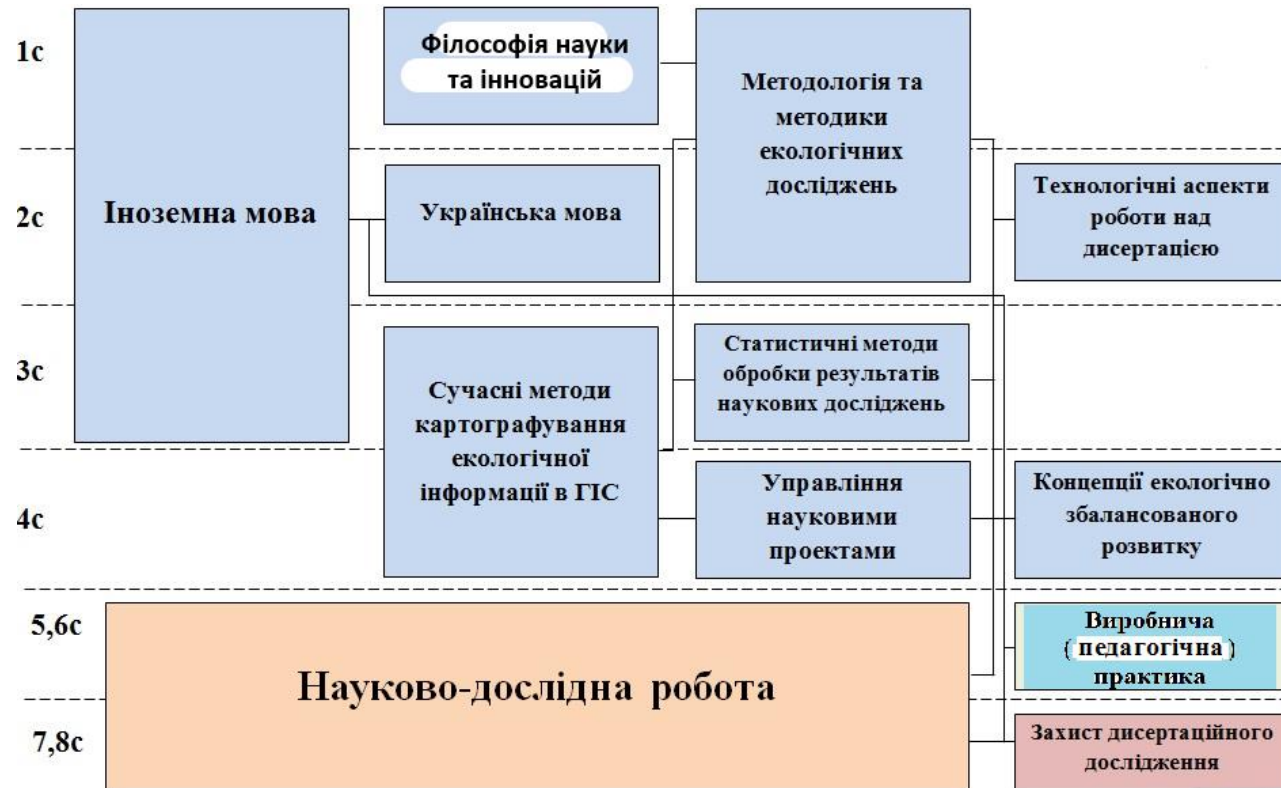 1с
Філософія науки
та інновацій
Методологія та
методики
екологічних
досліджень
2с
Іноземна мова
Українська мова
Технологічні аспекти
роботи над
дисертацією
3с
Сучасні методи
картографування
екологічної
інформації в ГІС
Статистичні методи
обробки результатів
наукових досліджень
4с
Управління
науковими
проектами
Концепції екологічно
збалансованого
розвитку
5,6с
Науково-дослідна робота
Виробнича
( педагогічна )
практика
7,8с
Захист дисертаційного
дослідження